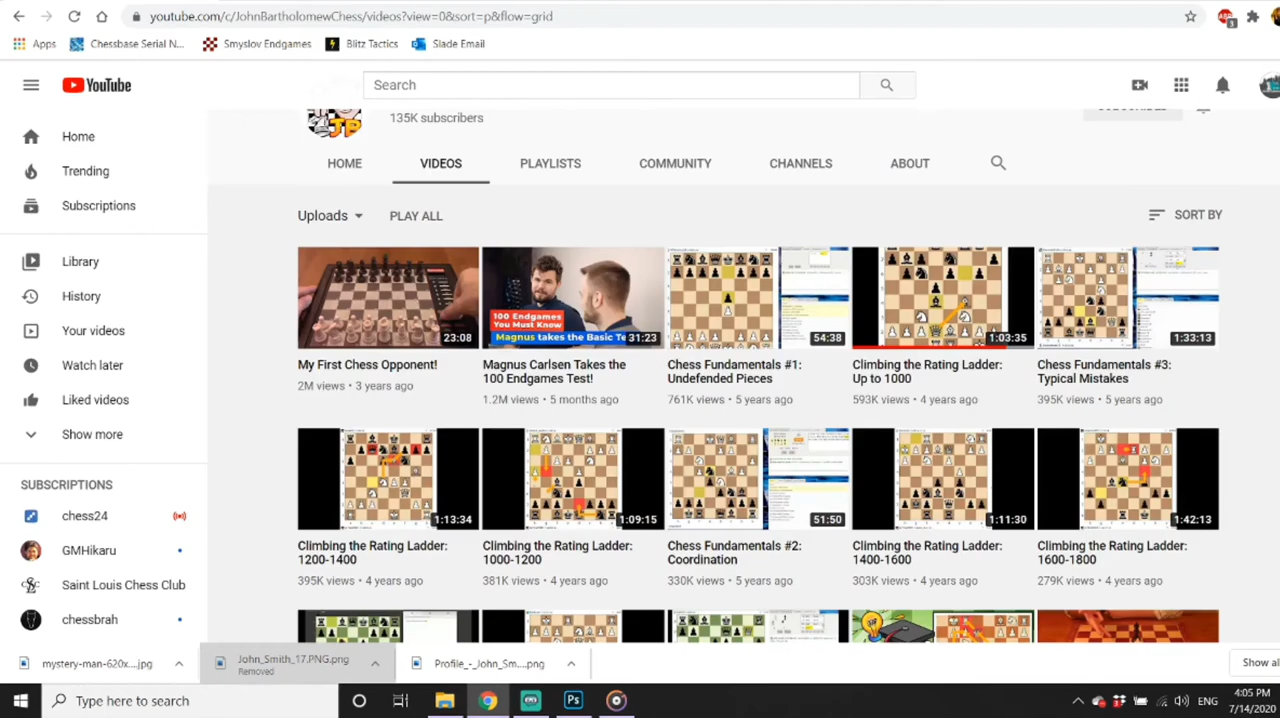 youtube.com/c/JohnBartholomewChess/videos?view=0&sort=p&flow=grid
Apps Chessbase Serial N... Smyslov Endgames Blitz Tactics Slade Email
YouTube
Search
Home
Trending
Subscriptions
Library
History
Your videos
Watch later
Liked videos
Show more
SUBSCRIPTIONS
chess24
GMHikaru
Saint Louis Chess Club
chessbrah
JP
135K subscribers
HOME VIDEOS PLAYLISTS COMMUNITY CHANNELS ABOUT
Uploads PLAY ALL SORT BY
23:08
My First Chess Opponent!
2M views • 3 years ago
100 Endgames
You Must Know
Magnus takes the Basic Te
31:23
Magnus Carlsen Takes the
100 Endgames Test!
1.2M views • 5 months ago
54:38
Chess Fundamentals #1:
Undefended Pieces
761K views • 5 years ago
1:03:35
Climbing the Rating Ladder:
Up to 1000
593K views • 4 years ago
1:33:13
Chess Fundamentals #3:
Typical Mistakes
395K views • 5 years ago
1:13:34
Climbing the Rating Ladder:
1200-1400
395K views • 4 years ago
1:09:15
Climbing the Rating Ladder:
1000-1200
381K views • 4 years ago
51:50
Chess Fundamentals #2:
Coordination
330K views • 5 years ago
1:11:30
Climbing the Rating Ladder:
1400-1600
303K views • 4 years ago
1:42:13
Climbing the Rating Ladder:
1600-1800
279K views • 4 years ago
mystery-man-620x....jpg
John_Smith_17.PNG.png
Removed
Profile_-_John_Sm....png
Show al
Type here to search
Ps
ENG
4:05 PM
7/14/2020